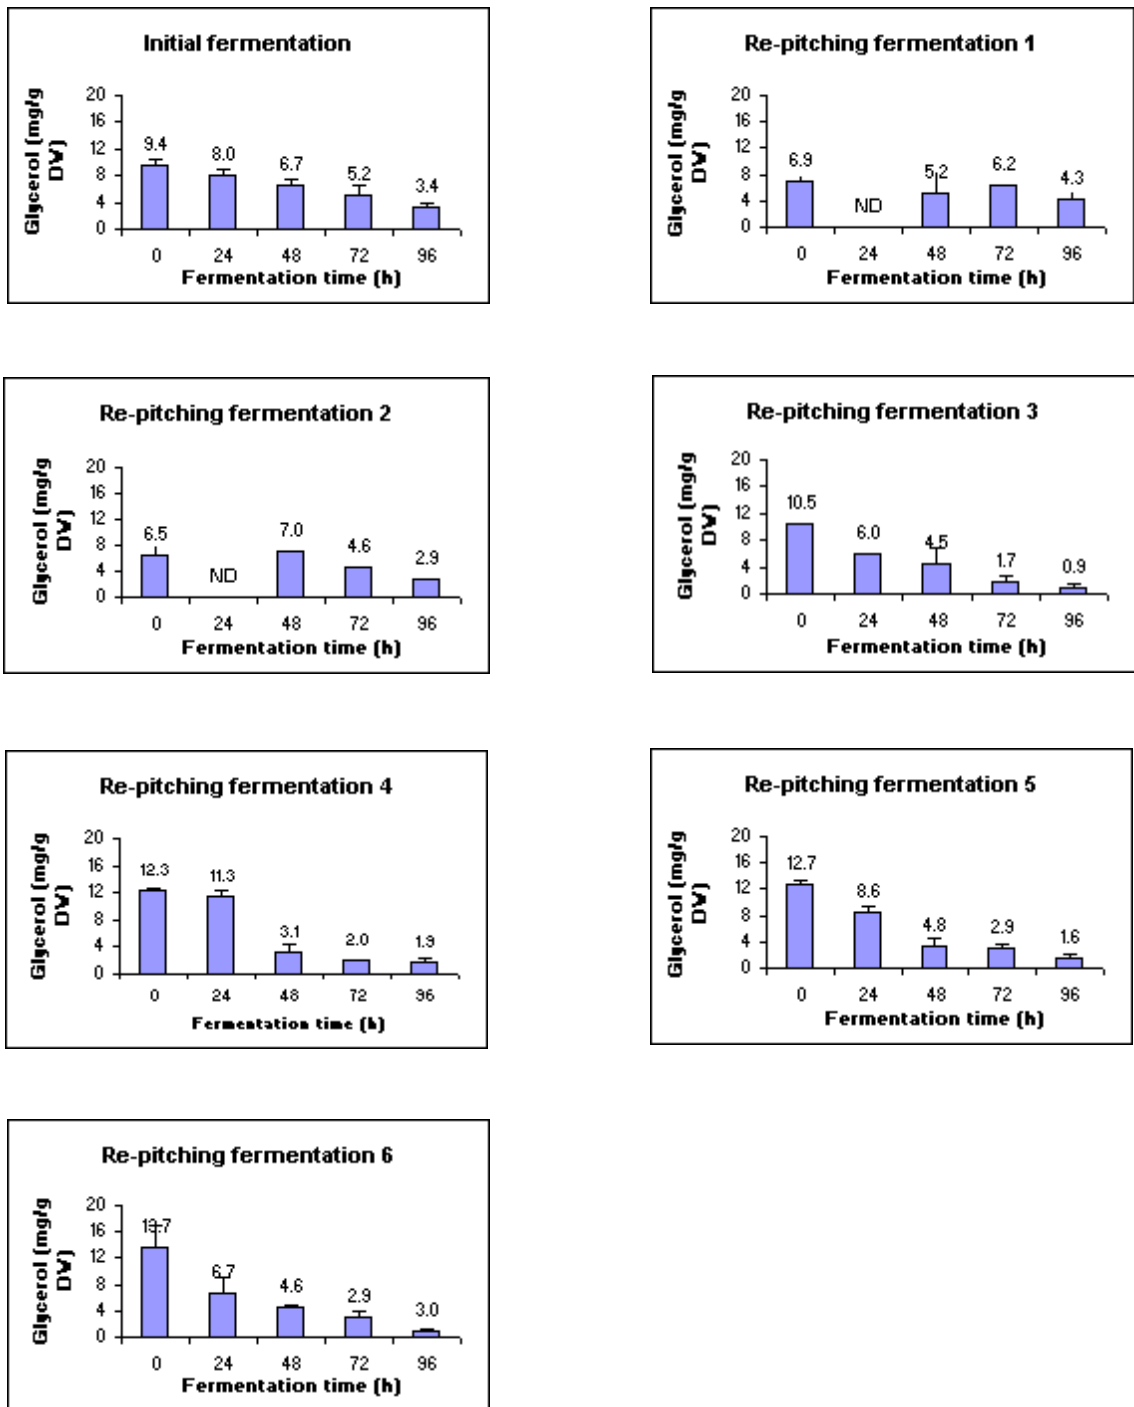 Initial fermentation
Glycerol (mg/g
DW)
20
16
12
8
4
0
9.4
8.0
6.7
5.2
3.4
0 24 48 72 96
Fermentation time (h)
Re-pitching fermentation 1
Glycerol (mg/g
DW)
20
16
12
8
4
0
6.9
ND
5.2
6.2
4.3
0 24 48 72 96
Fermentation time (h)
Re-pitching fermentation 2
Glycerol (mg/g
DW)
20
16
12
8
4
0
6.5
ND
7.0
4.6
2.9
0 24 48 72 96
Fermentation time (h)
Re-pitching fermentation 3
Glycerol (mg/g
DW)
20
16
12
8
4
0
10.5
6.0
4.5
1.7
0.9
0 24 48 72 96
Fermentation time (h)
Re-pitching fermentation 4
Glycerol (mg/g
DW)
20
16
12
8
4
0
12.3
11.3
3.1
2.0
1.9
0 24 48 72 96
Fermentation time (h)
Re-pitching fermentation 5
Glycerol (mg/g
DW)
20
16
12
8
4
0
12.7
8.6
4.8
2.9
1.6
0 24 48 72 96
Fermentation time (h)
Re-pitching fermentation 6
Glycerol (mg/g
DW)
20
16
12
8
4
0
6.7
4.6
2.9
3.0
0 24 48 72 96
Fermentation time (h)